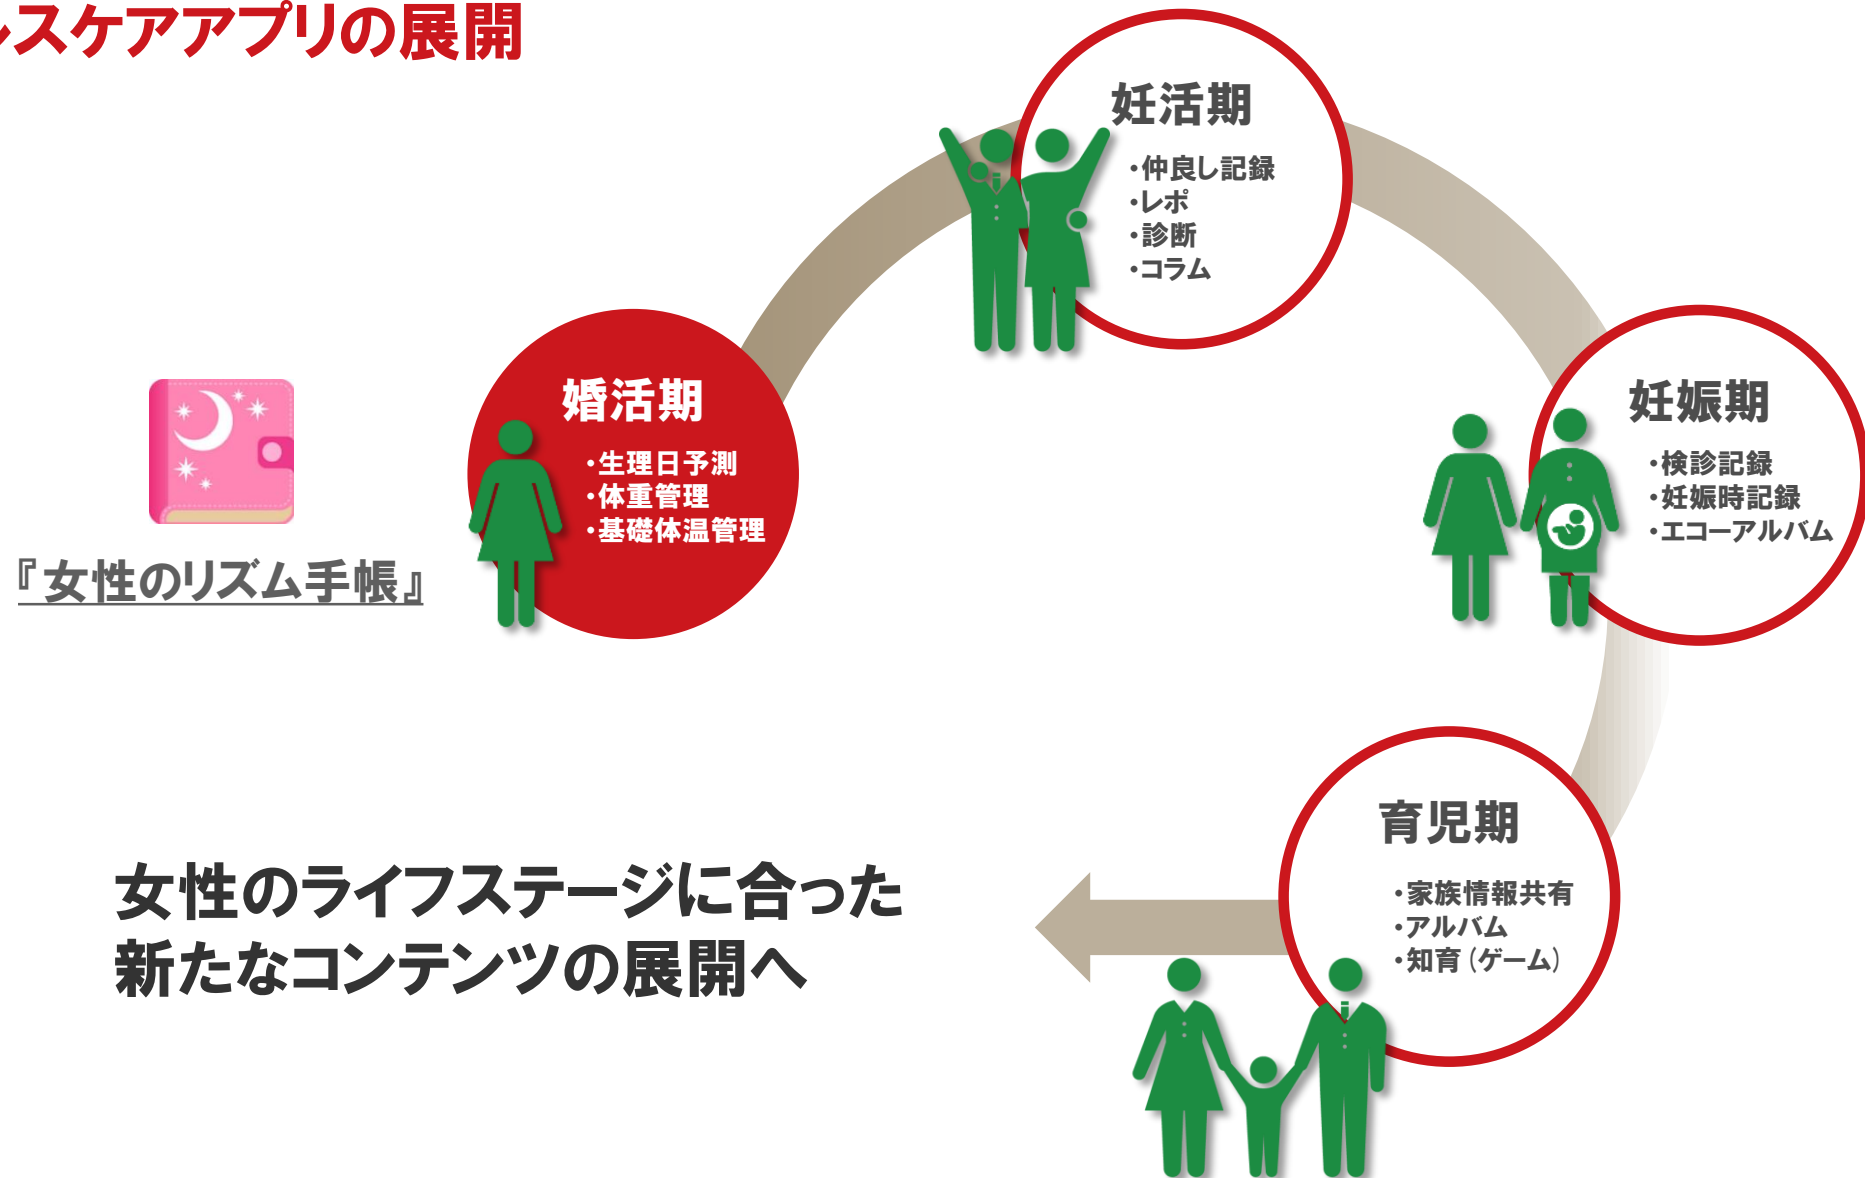 ルスケアアプリの展開
妊活期
・仲良し記録
・レポ
・診断
・コラム
婚活期
・生理日予測
・体重管理
・基礎体温管理
妊娠期
・検診記録
・妊娠時記録
・エコーアルバム
『女性のリズム手帳』
育児期
・家族情報共有
・アルバム
・知育（ゲーム）
女性のライフステージに合った
新たなコンテンツの展開へ